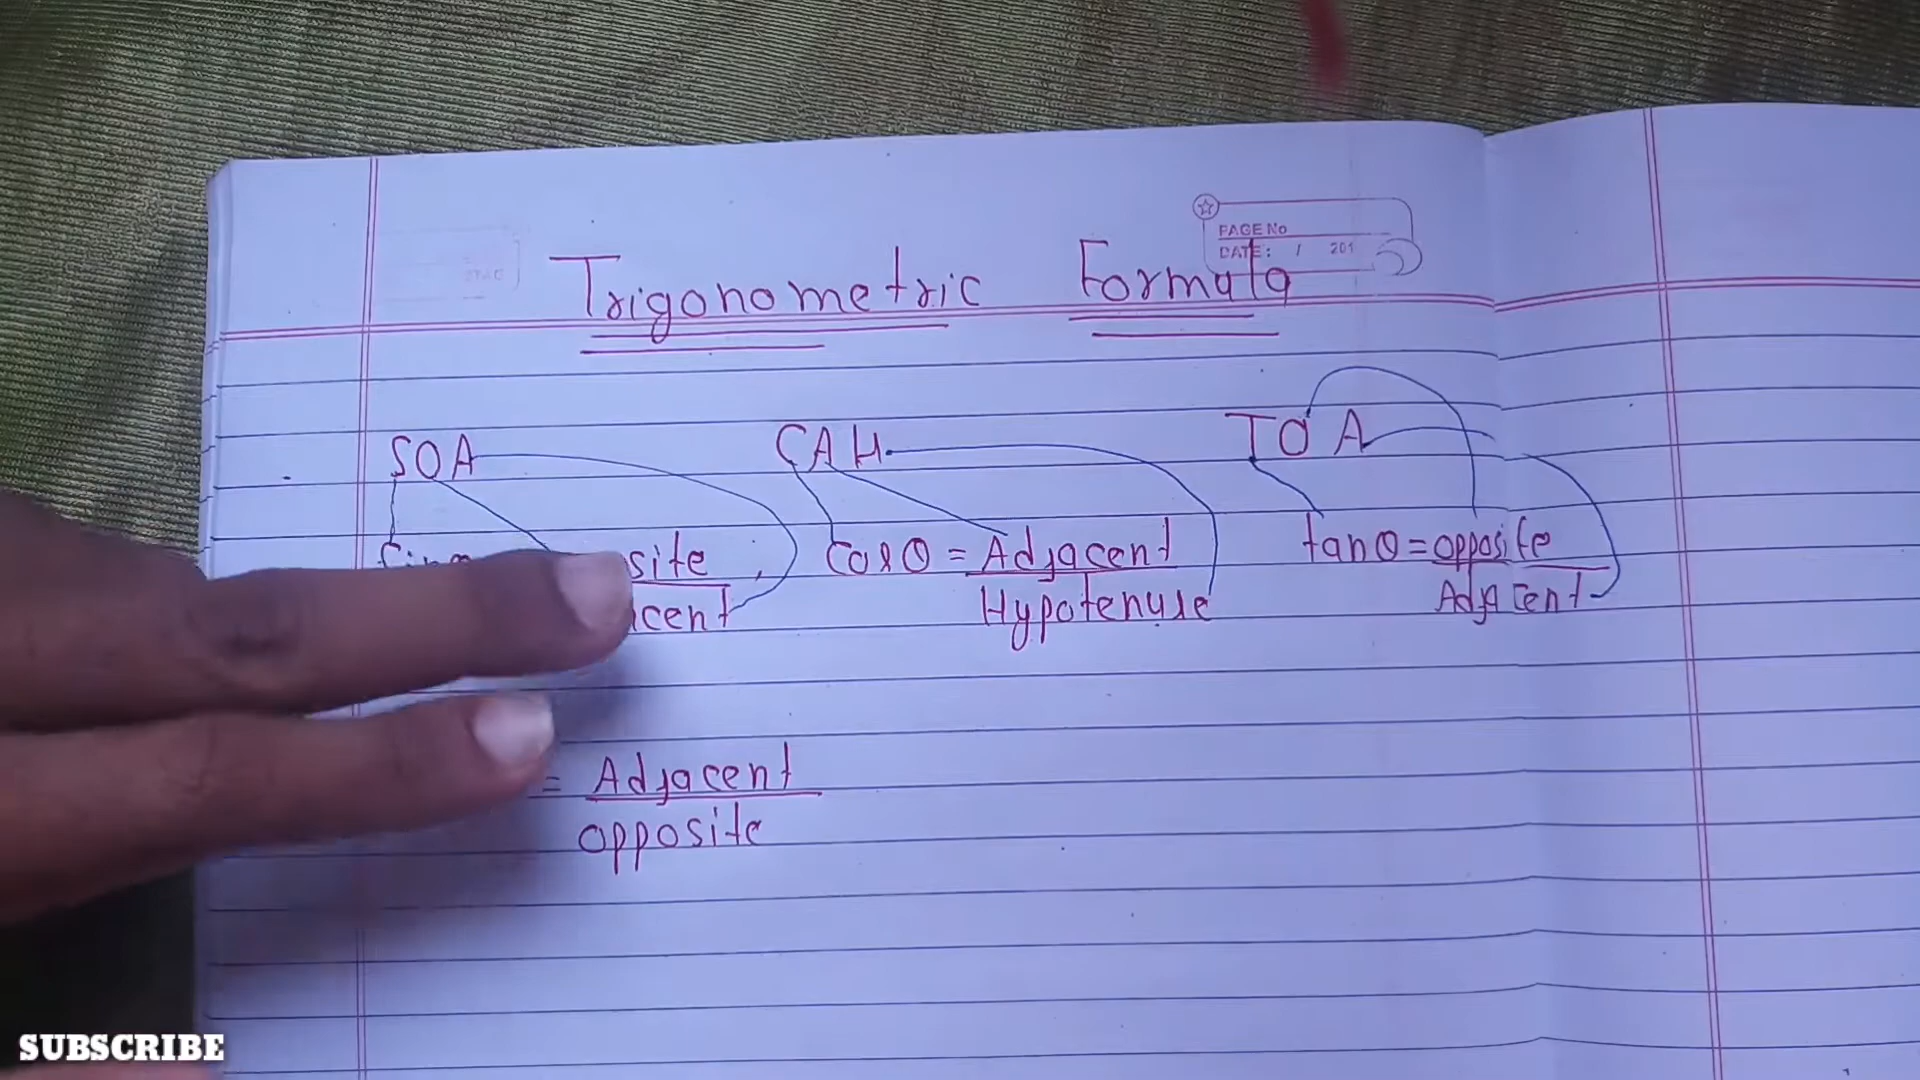 PAGE No
DATE: / 201
Trigonometric Formula
SOA CAH TOA
site
cent
cosθ = Adjacent
Hypotenuse
tanθ = opposite
Adjacent
= Adjacent
opposite
SUBSCRIBE